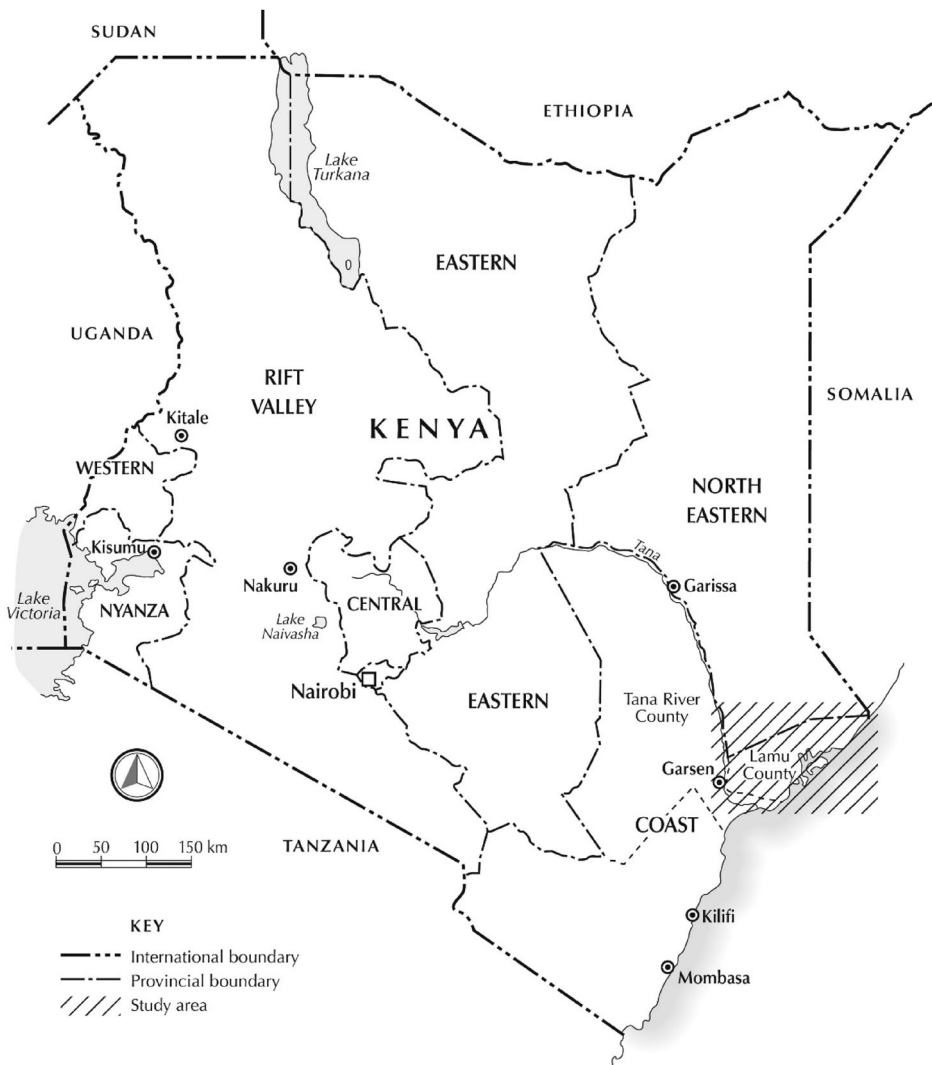 SUDAN
ETHIOPIA
Lake
Turkana
EASTERN
UGANDA
RIFT
VALLEY
SOMALIA
Kitale
KENYA
WESTERN
NORTH
EASTERN
Kisumu
Tana
Nakuru
Garissa
Lake
Victoria
NYANZA
CENTRAL
Lake
Naivasha
Nairobi
EASTERN
Tana River
County
Lamu
County
Garsen
COAST
TANZANIA
0 50 100 150 km
Kilifi
KEY
International boundary
Mombasa
Provincial boundary
Study area